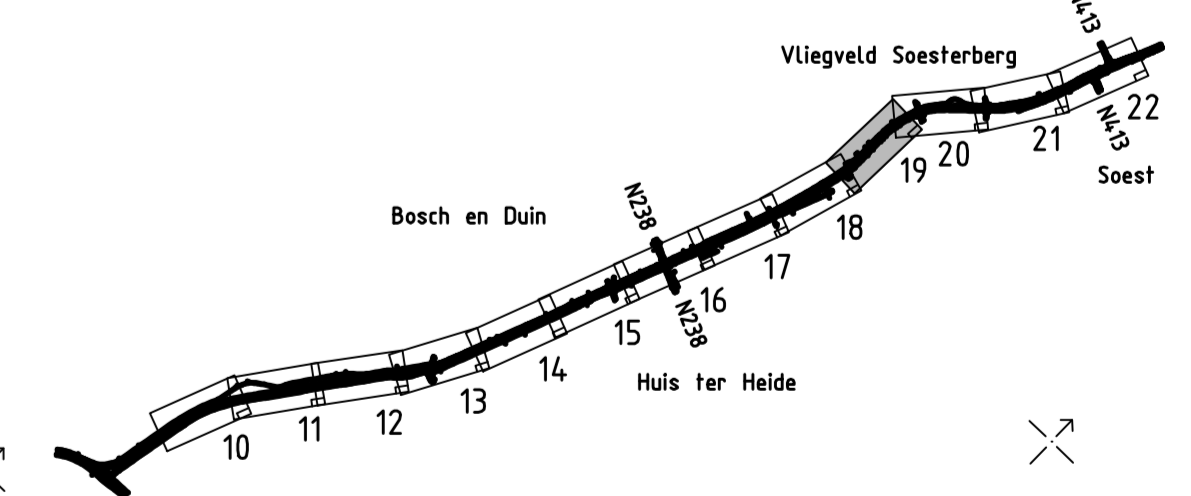 N413
Vliegveld Soesterberg
22
N413
21
20
19
Soest
N238
Bosch en Duin
18
17
16
N238
15
14
Huis ter Heide
13
12
11
10